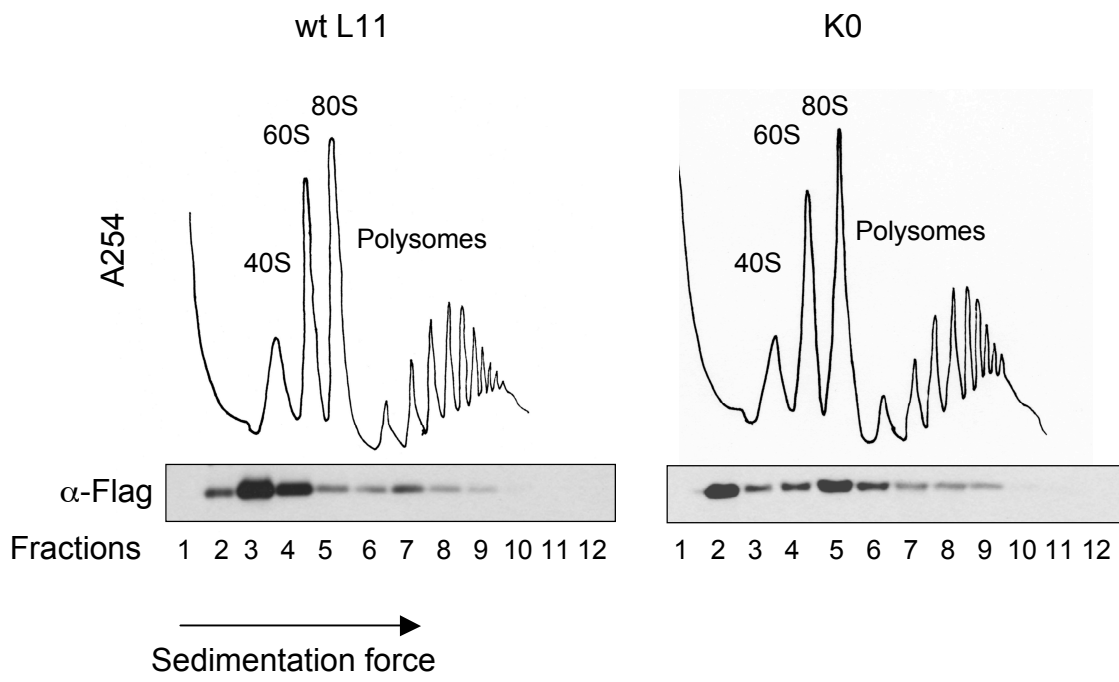 wt L11
K0
80S
60S
40S
Polysomes
80S
60S
40S
Polysomes
A254
α-Flag
Fractions 1 2 3 4 5 6 7 8 9 10 11 12
1 2 3 4 5 6 7 8 9 10 11 12
Sedimentation force